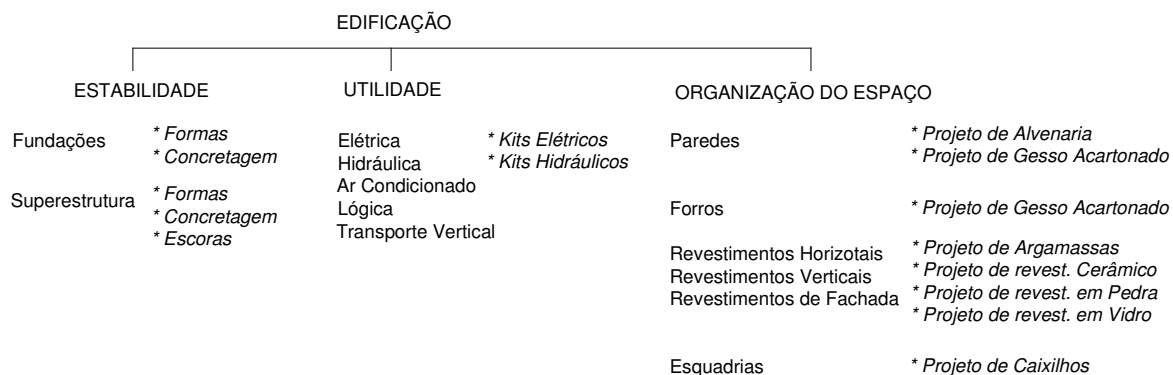 EDIFICAÇÃO
ESTABILIDADE
Fundações
* Formas
* Concretagem
Superestrutura
* Formas
* Concretagem
* Escoras
UTILIDADE
Elétrica
Hidráulica
Ar Condicionado
Lógica
Transporte Vertical
* Kits Elétricos
* Kits Hidráulicos
ORGANIZAÇÃO DO ESPAÇO
Paredes
* Projeto de Alvenaria
* Projeto de Gesso Acartonado
Forros
* Projeto de Gesso Acartonado
Revestimentos Horizotais
Revestimentos Verticais
Revestimentos de Fachada
* Projeto de Argamassas
* Projeto de revest. Cerâmico
* Projeto de revest. em Pedra
* Projeto de revest. em Vidro
Esquadrias
* Projeto de Caixilhos